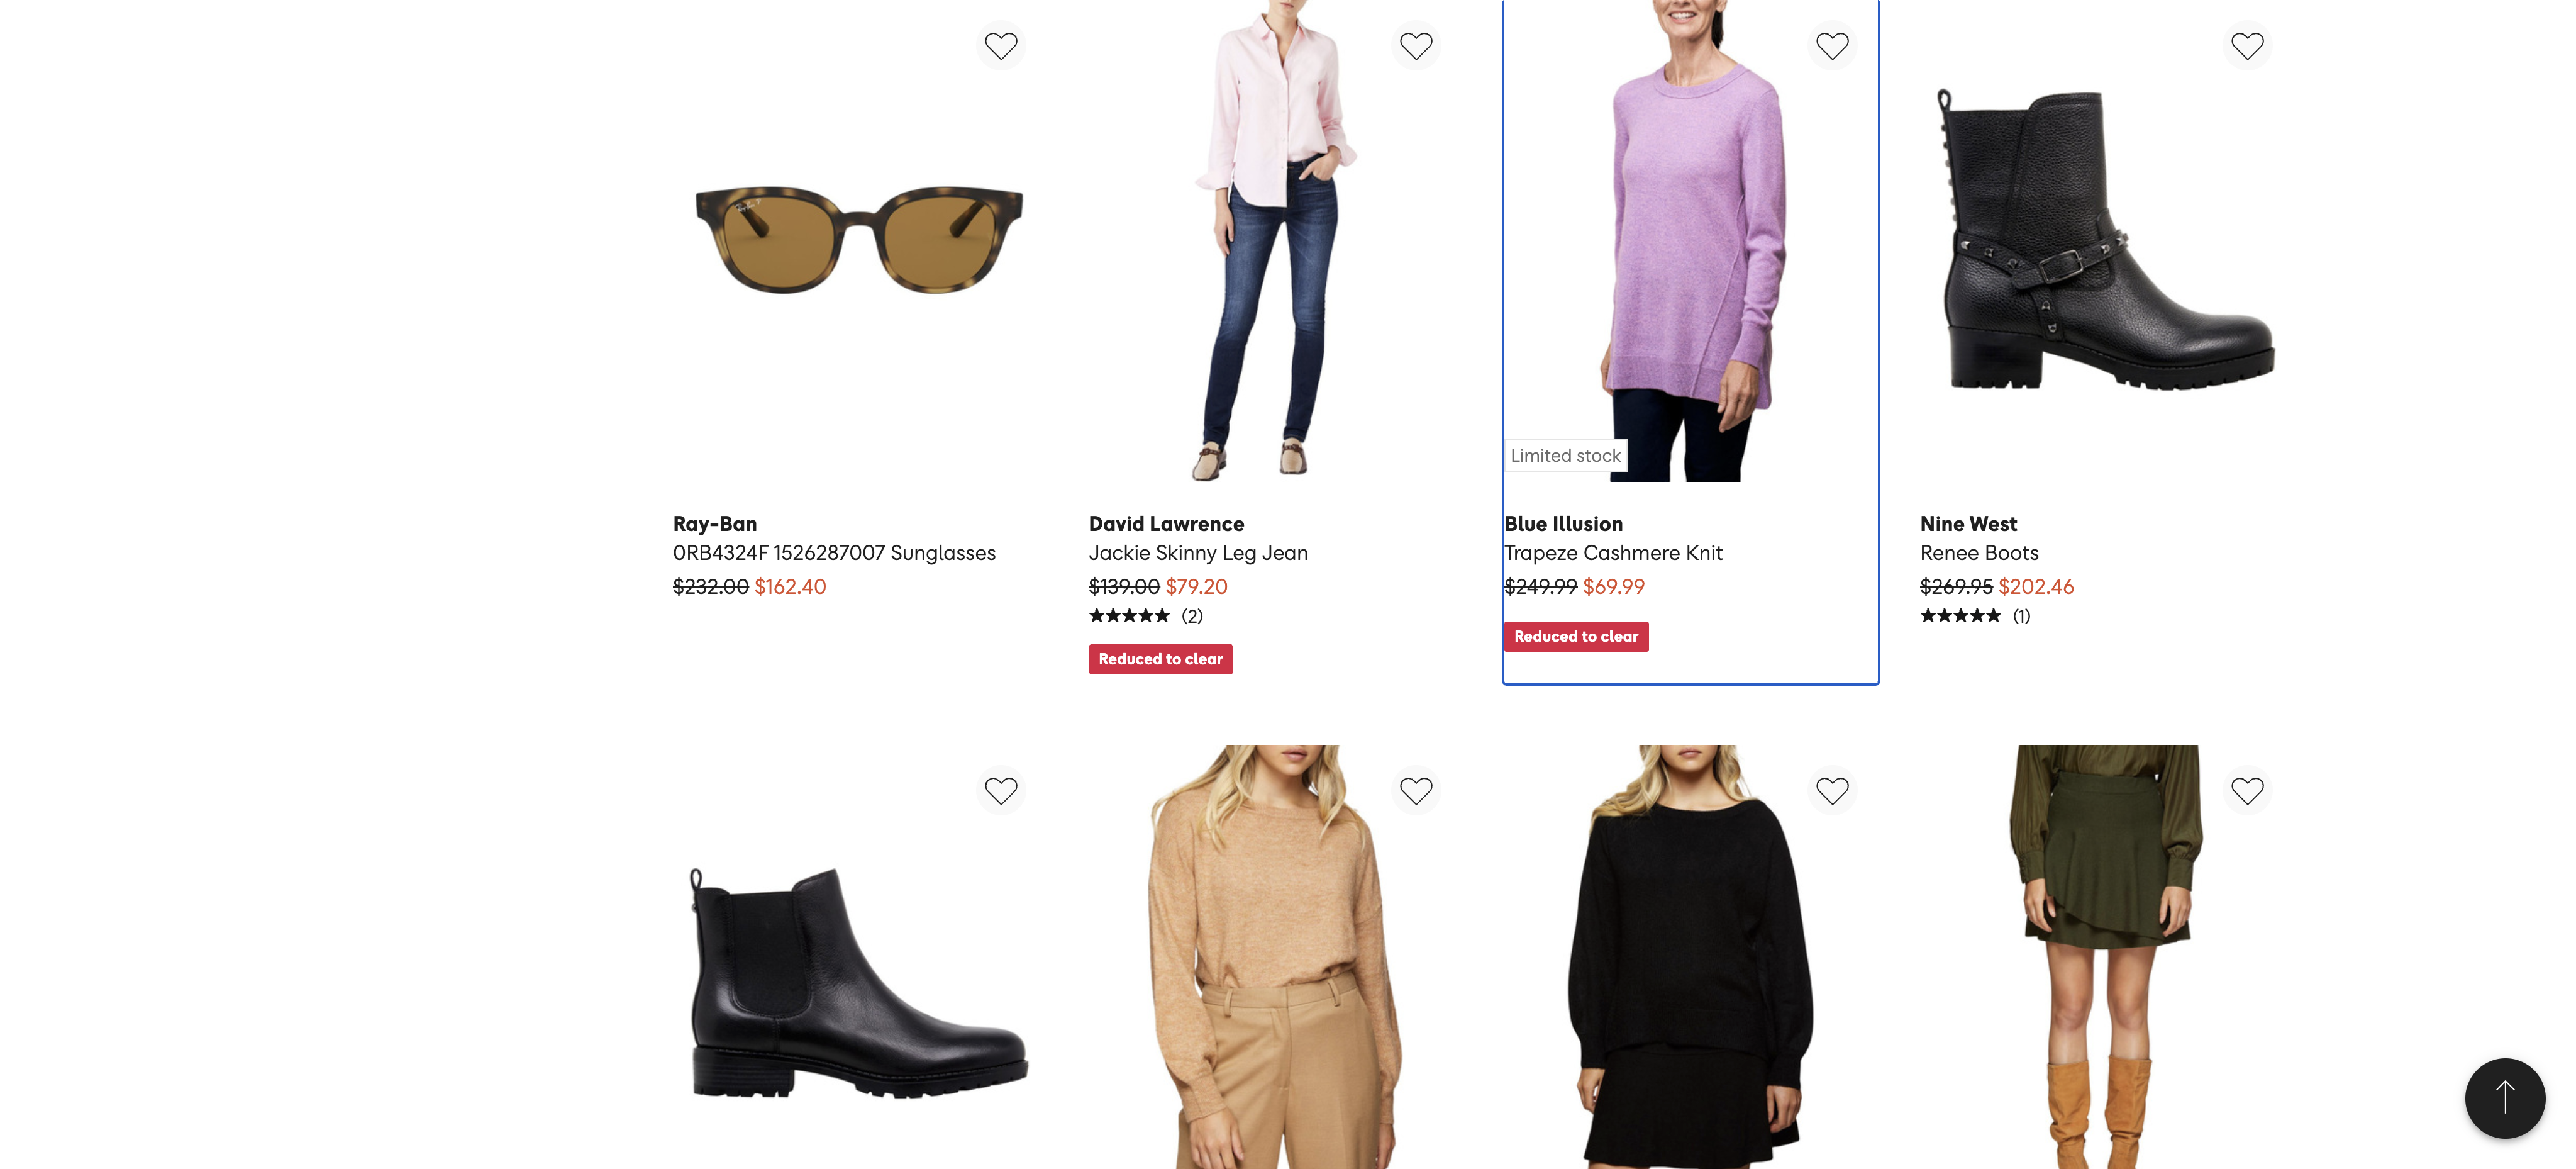 Limited stock
Ray-Ban
0RB4324F 1526287007 Sunglasses
$232.00 $162.40
David Lawrence
Jackie Skinny Leg Jean
$139.00 $79.20
(2)
Reduced to clear
Blue Illusion
Trapeze Cashmere Knit
$249.99 $69.99
Reduced to clear
Nine West
Renee Boots
$269.95 $202.46
(1)